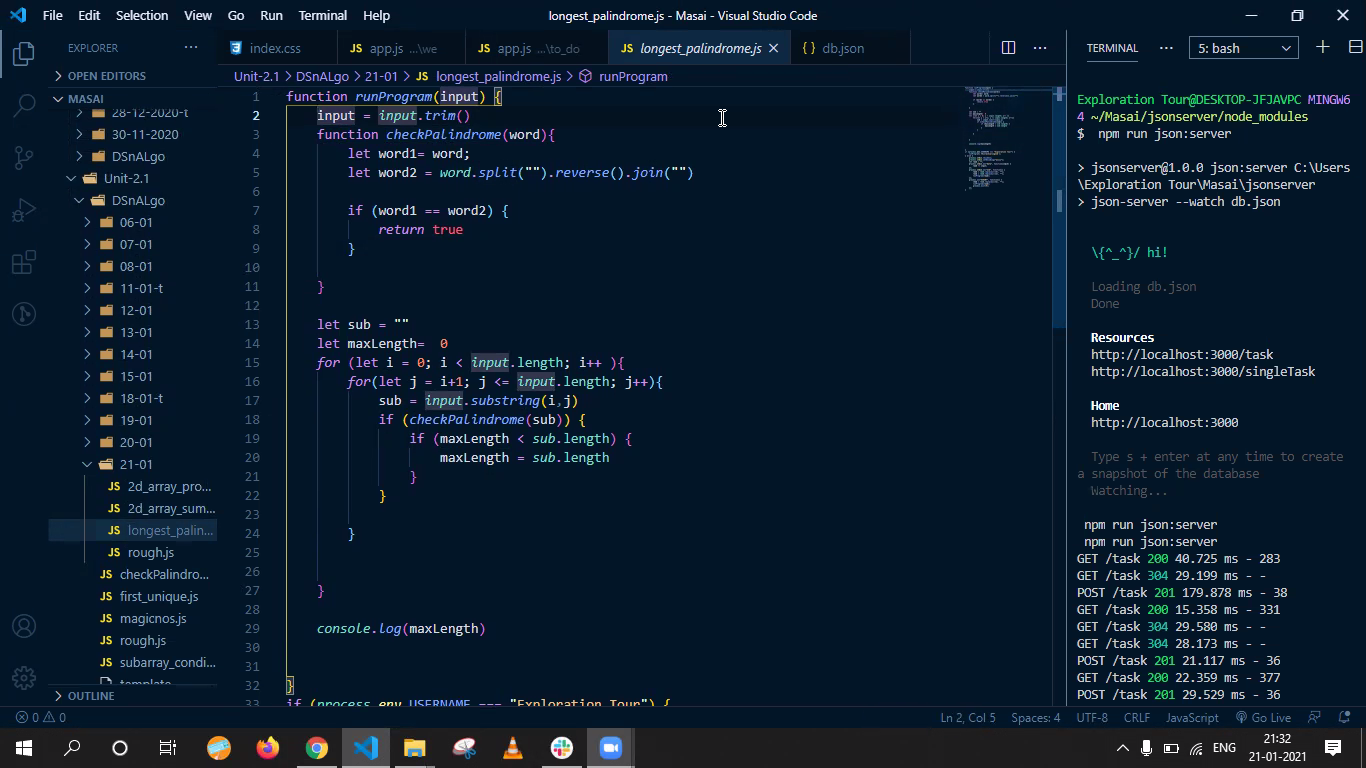 File Edit Selection View Go Run Terminal Help longest_palindrome.js - Masai - Visual Studio Code
EXPLORER
OPEN EDITORS
MASAI
28-12-2020-t
30-11-2020
DSnALgo
Unit-2.1
DSnALgo
06-01
07-01
08-01
11-01-t
12-01
13-01
14-01
15-01
18-01-t
19-01
20-01
21-01
JS 2d_array_pro...
JS 2d_array_sum...
JS longest_palin...
JS rough.js
JS checkPalindro...
JS first_unique.js
JS magicnos.js
JS rough.js
JS subarray_condi...
template
OUTLINE
index.css JS app.js ...\we JS app.js ...\to_do JS longest_palindrome.js {} db.json
Unit-2.1 > DSnALgo > 21-01 > JS longest_palindrome.js > runProgram
1 function runProgram(input) {
2 input = input.trim()
3 function checkPalindrome(word){
4 let word1= word;
5 let word2 = word.split("").reverse().join("")
6
7 if (word1 == word2) {
8 return true
9 }
10
11 }
12
13 let sub = ""
14 let maxLength=  0
15 for (let i = 0; i < input.length; i++ ){
16 for(let j = i+1; j <= input.length; j++){
17 sub = input.substring(i,j)
18 if (checkPalindrome(sub)) {
19 if (maxLength < sub.length) {
20 maxLength = sub.length
21 }
22 }
23
24 }
25
26
27 }
28
29 console.log(maxLength)
30
31
32 }
33 if (process.env.USERNAME === "Exploration Tour") {
TERMINAL 5: bash
Exploration Tour@DESKTOP-JFJAVPC MINGW6
4 ~/Masai/jsonserver/node_modules
$  npm run json:server
> jsonserver@1.0.0 json:server C:\Users
\Exploration Tour\Masai\jsonserver
> json-server --watch db.json
\{^_^}/ hi!
Loading db.json
Done
Resources
http://localhost:3000/task
http://localhost:3000/singleTask
Home
http://localhost:3000
Type s + enter at any time to create
a snapshot of the database
Watching...
npm run json:server
npm run json:server
GET /task 200 40.725 ms - 283
GET /task 304 29.199 ms - -
POST /task 201 179.878 ms - 38
GET /task 200 15.358 ms - 331
GET /task 304 29.580 ms - -
GET /task 304 28.173 ms - -
POST /task 201 21.117 ms - 36
GET /task 200 22.359 ms - 377
POST /task 201 29.529 ms - 36
0 0 Ln 2, Col 5 Spaces: 4 UTF-8 CRLF JavaScript Go Live
ENG 21:32
21-01-2021